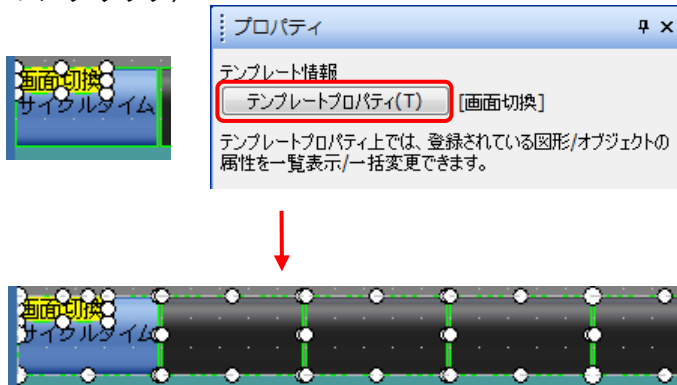 プロパティ
画面切換
サイクルタイム
テンプレート情報
テンプレートプロパティ(T) [画面切換]
テンプレートプロパティ上では、登録されている図形/オブジェクトの
属性を一覧表示/一括変更できます。
画面切換
サイクルタイム